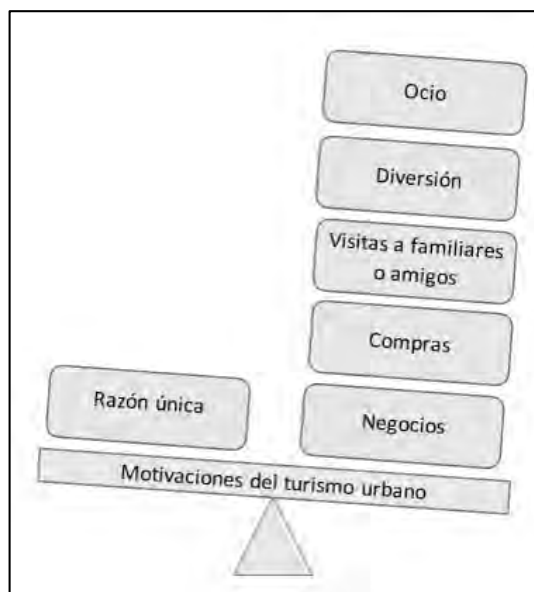 Ocio
Diversión
Visitas a familiares
o amigos
Compras
Razón única
Negocios
Motivaciones del turismo urbano